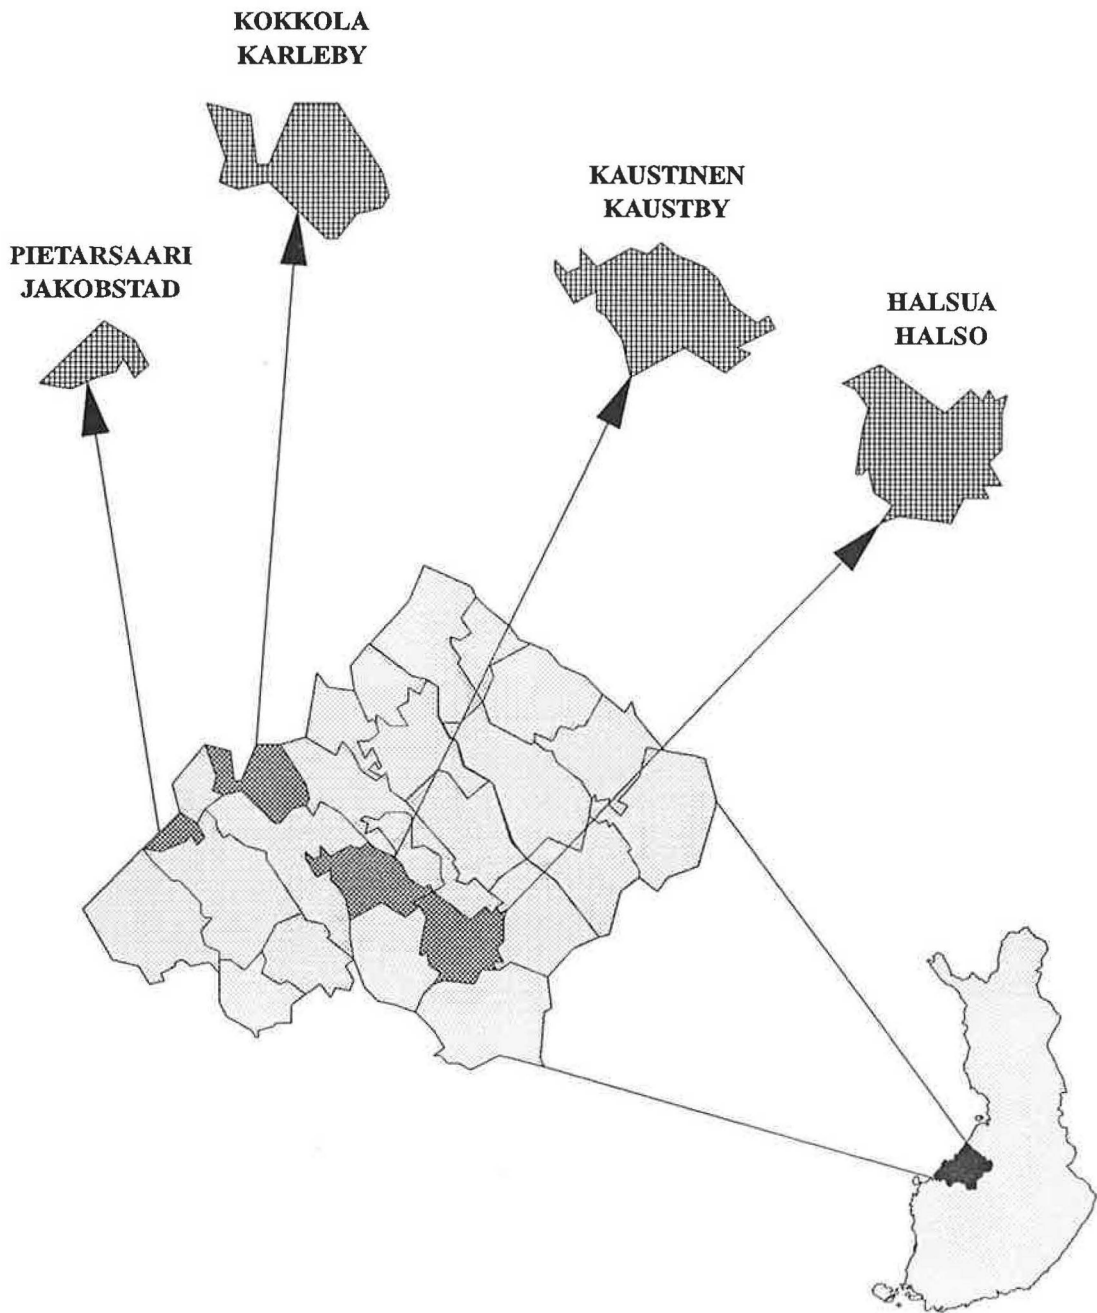 KOKKOLA
KARLEBY
KAUSTINEN
KAUSTBY
PIETARSAARI
JAKOBSTAD
HALSUA
HALSO